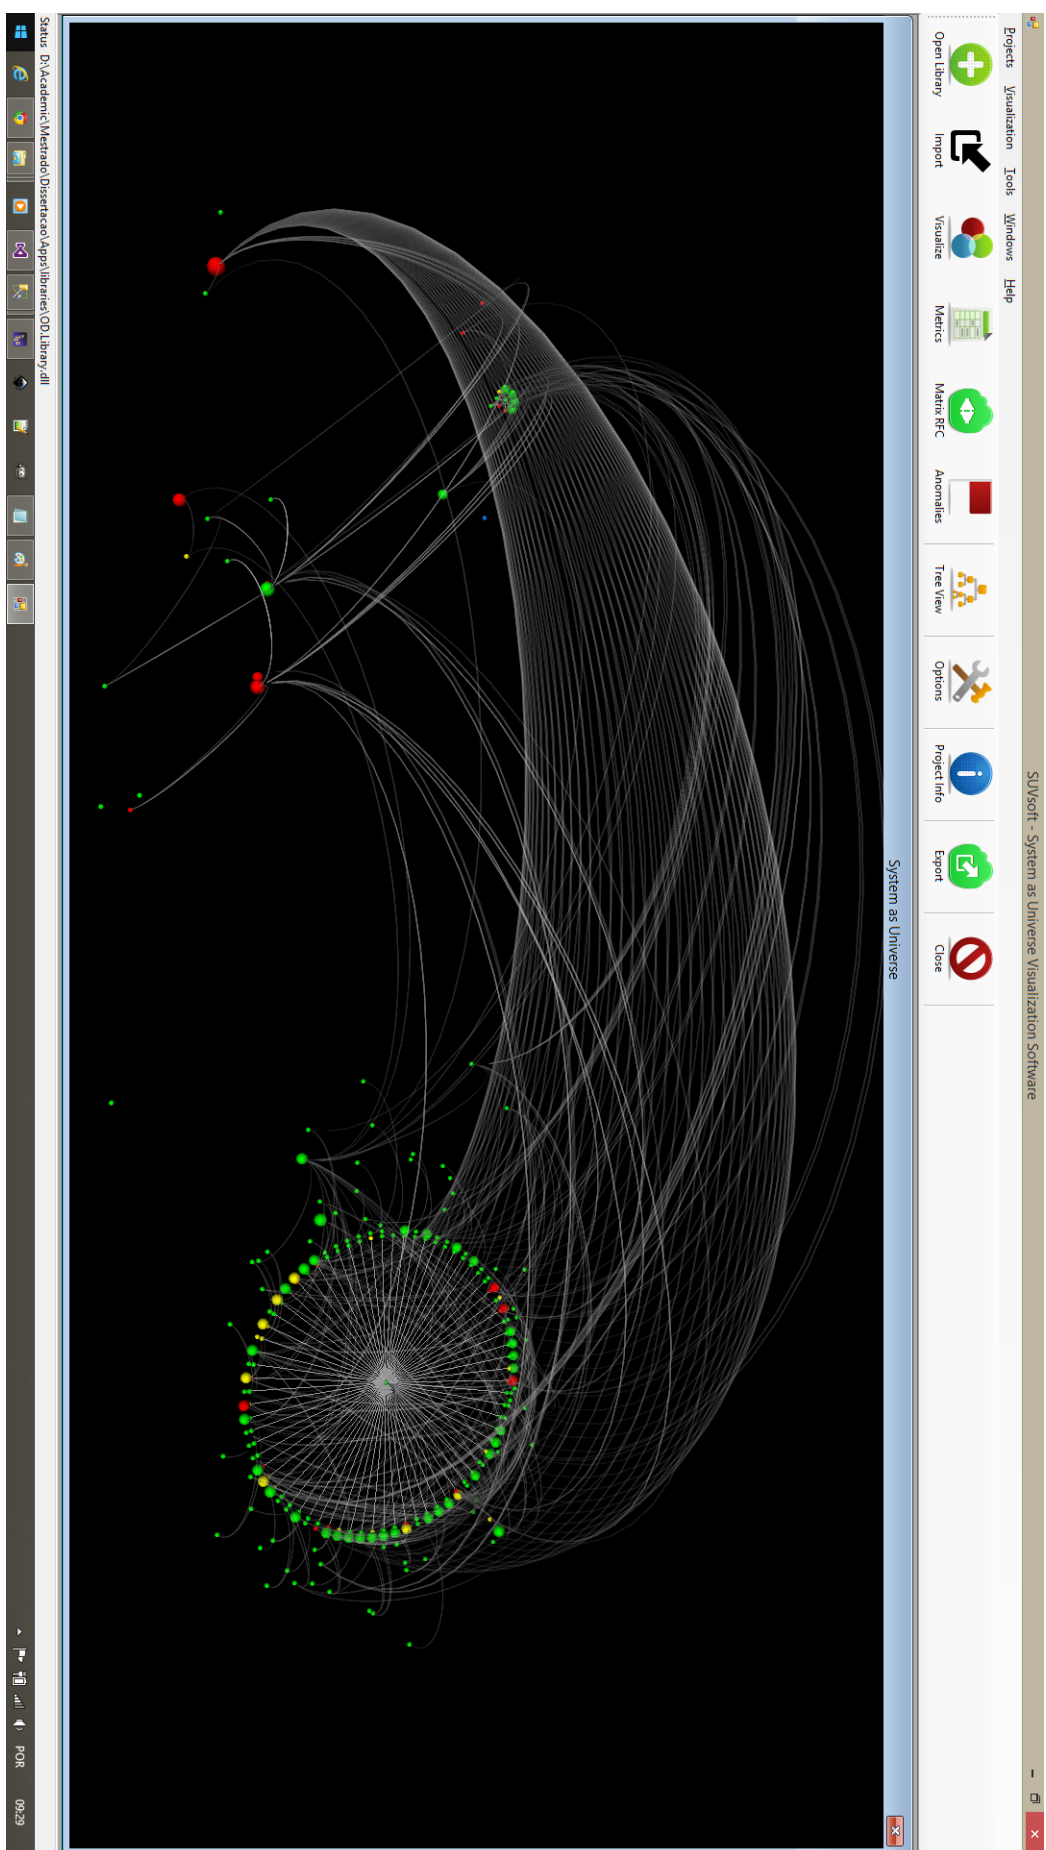 SUVsoft - System as Universe Visualization Software
Projects Visualization Tools Windows Help
Open Library Import Visualize Metrics Matrix RFC Anomalies Tree View Options Project Info Export Close
System as Universe
Status D:\Academic\Mestrado\Dissertacao\Apps\libraries\OD.Library.dll
POR 09:29